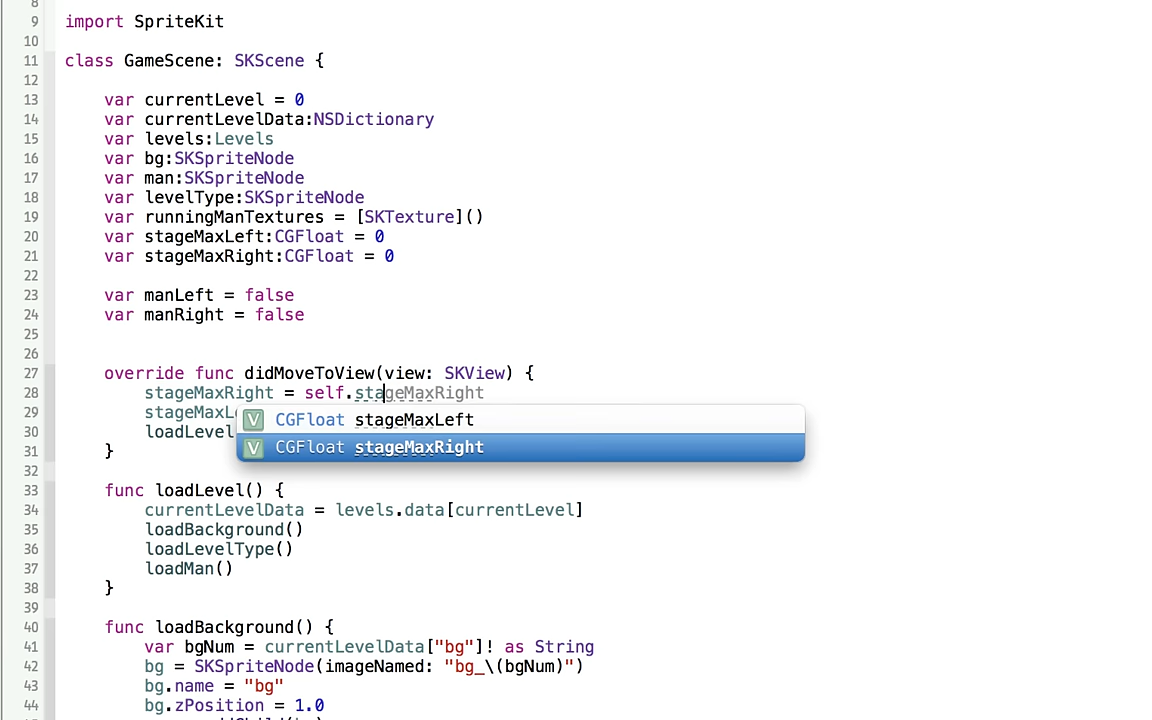 8
9 import SpriteKit
10
11 class GameScene: SKScene {
12
13 var currentLevel = 0
14 var currentLevelData:NSDictionary
15 var levels:Levels
16 var bg:SKSpriteNode
17 var man:SKSpriteNode
18 var levelType:SKSpriteNode
19 var runningManTextures = [SKTexture]()
20 var stageMaxLeft:CGFloat = 0
21 var stageMaxRight:CGFloat = 0
22
23 var manLeft = false
24 var manRight = false
25
26
27 override func didMoveToView(view: SKView) {
28 stageMaxRight = self.stageMaxRight
29 stageMaxL
V CGFloat stageMaxLeft
30 loadLevel
V CGFloat stageMaxRight
31 }
32
33 func loadLevel() {
34 currentLevelData = levels.data[currentLevel]
35 loadBackground()
36 loadLevelType()
37 loadMan()
38 }
39
40 func loadBackground() {
41 var bgNum = currentLevelData["bg"]! as String
42 bg = SKSpriteNode(imageNamed: "bg_\(bgNum)")
43 bg.name = "bg"
44 bg.zPosition = 1.0